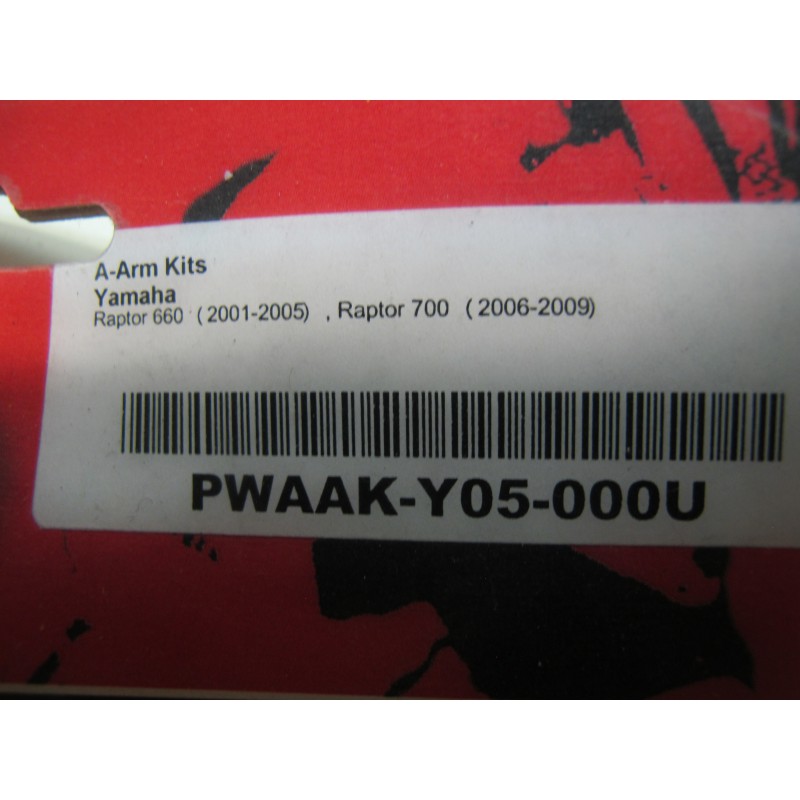 A-Arm Kits
Yamaha
Raptor 660 (2001-2005) , Raptor 700 (2006-2009)
PWAAK-Y05-000U